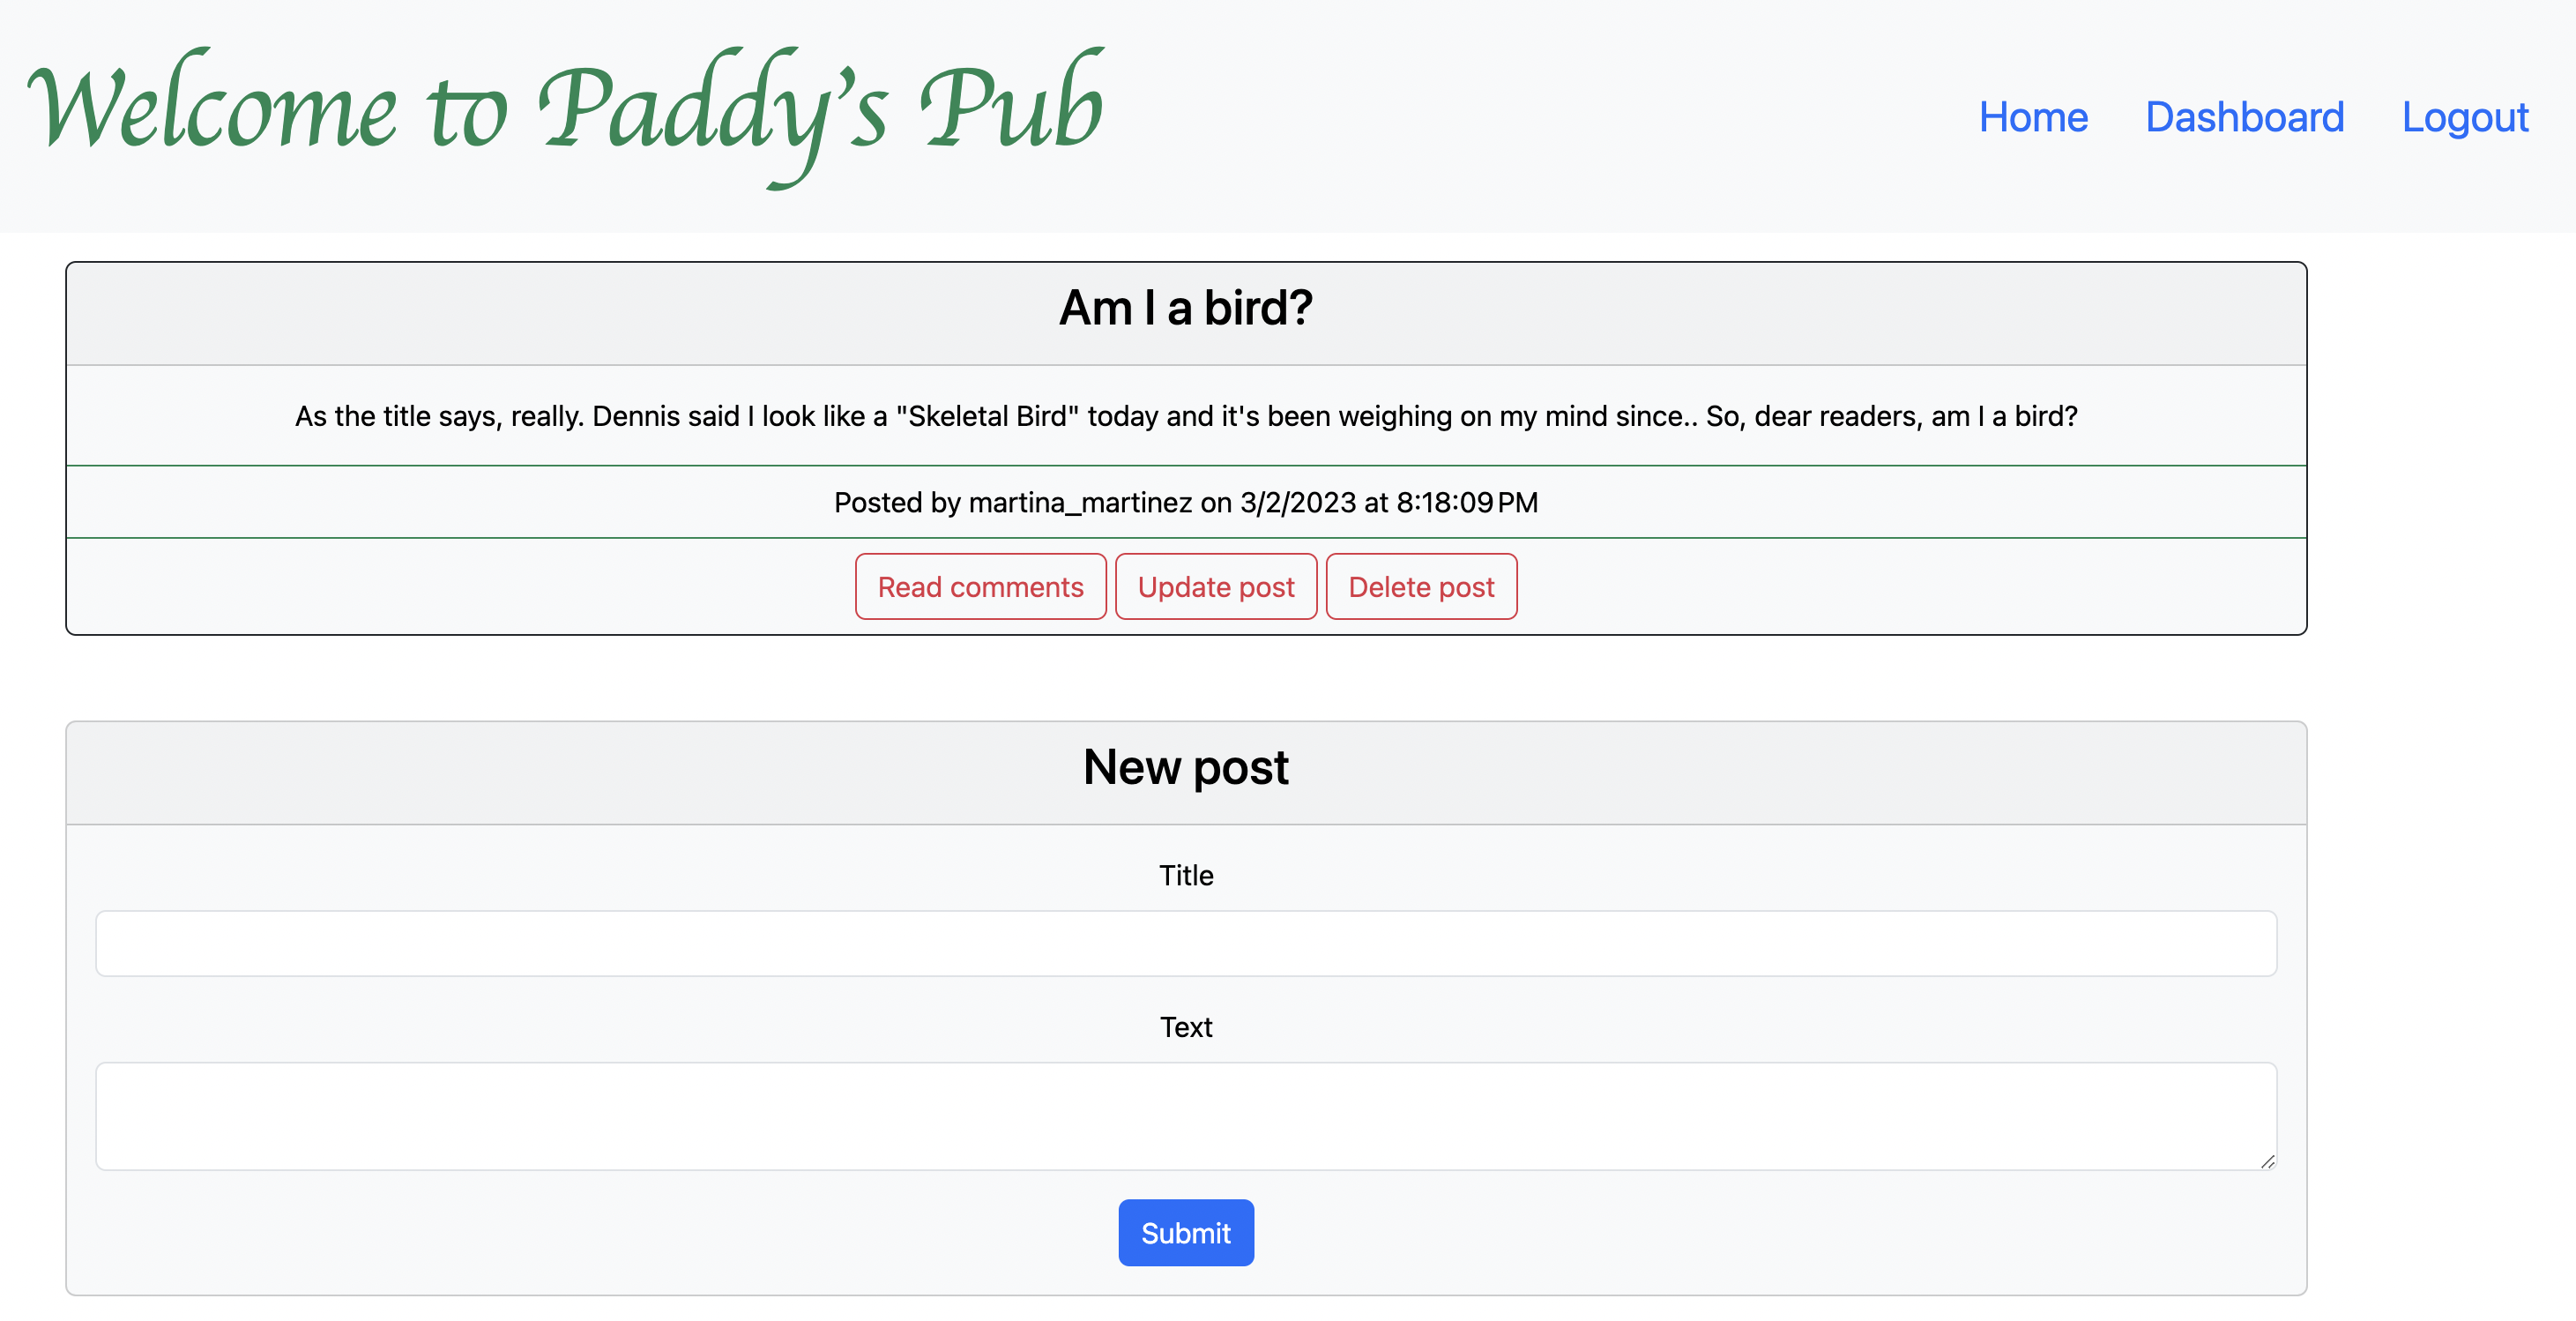 Welcome to Paddy's Pub
Home Dashboard Logout
Am I a bird?
As the title says, really. Dennis said I look like a "Skeletal Bird" today and it's been weighing on my mind since.. So, dear readers, am I a bird?
Posted by martina_martinez on 3/2/2023 at 8:18:09 PM
Read comments Update post Delete post
New post
Title
Text
Submit